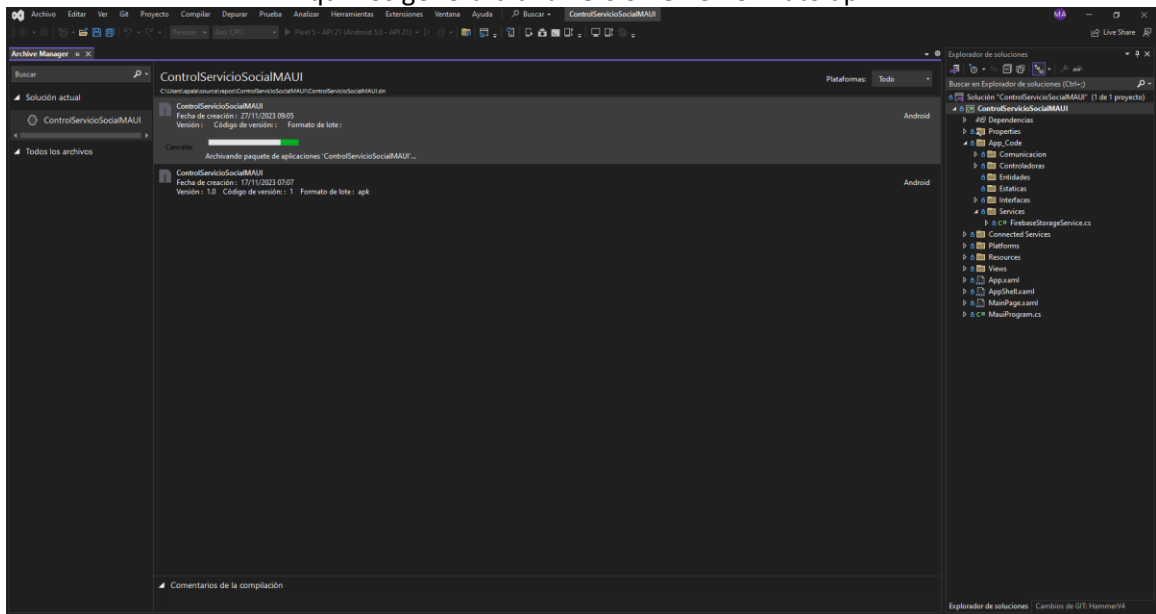 Archivo Editar Ver Git Proyecto Compilar Depurar Prueba Analizar Herramientas Extensiones Ventana Ayuda Buscar ControlServicioSocialMAUI MA
Release Any CPU Pixel 5 - API 21 (Android 5.0 - API 21) Live Share
Archive Manager
Buscar
Solución actual
ControlServicioSocialMAUI
Todos los archivos
ControlServicioSocialMAUI
C:\Users\apala\source\repos\ControlServicioSocialMAUI\ControlServicioSocialMAUI.sln
Plataformas: Todo
ControlServicioSocialMAUI
Fecha de creación : 27/11/2023 09:05
Versión : Código de versión: : Formato de lote :
Android
Cancelar
Archivando paquete de aplicaciones 'ControlServicioSocialMAUI'...
ControlServicioSocialMAUI
Fecha de creación : 17/11/2023 07:07
Versión : 1.0 Código de versión: : 1 Formato de lote : apk
Android
Comentarios de la compilación
Explorador de soluciones
Buscar en Explorador de soluciones (Ctrl+;)
Solución "ControlServicioSocialMAUI" (1 de 1 proyecto)
ControlServicioSocialMAUI
Dependencias
Properties
App_Code
Comunicacion
Controladoras
Entidades
Estaticas
Interfaces
Services
C# FirebaseStorageService.cs
Connected Services
Platforms
Resources
Views
App.xaml
AppShell.xaml
MainPage.xaml
C# MauiProgram.cs
Explorador de soluciones Cambios de GIT: HammerV4